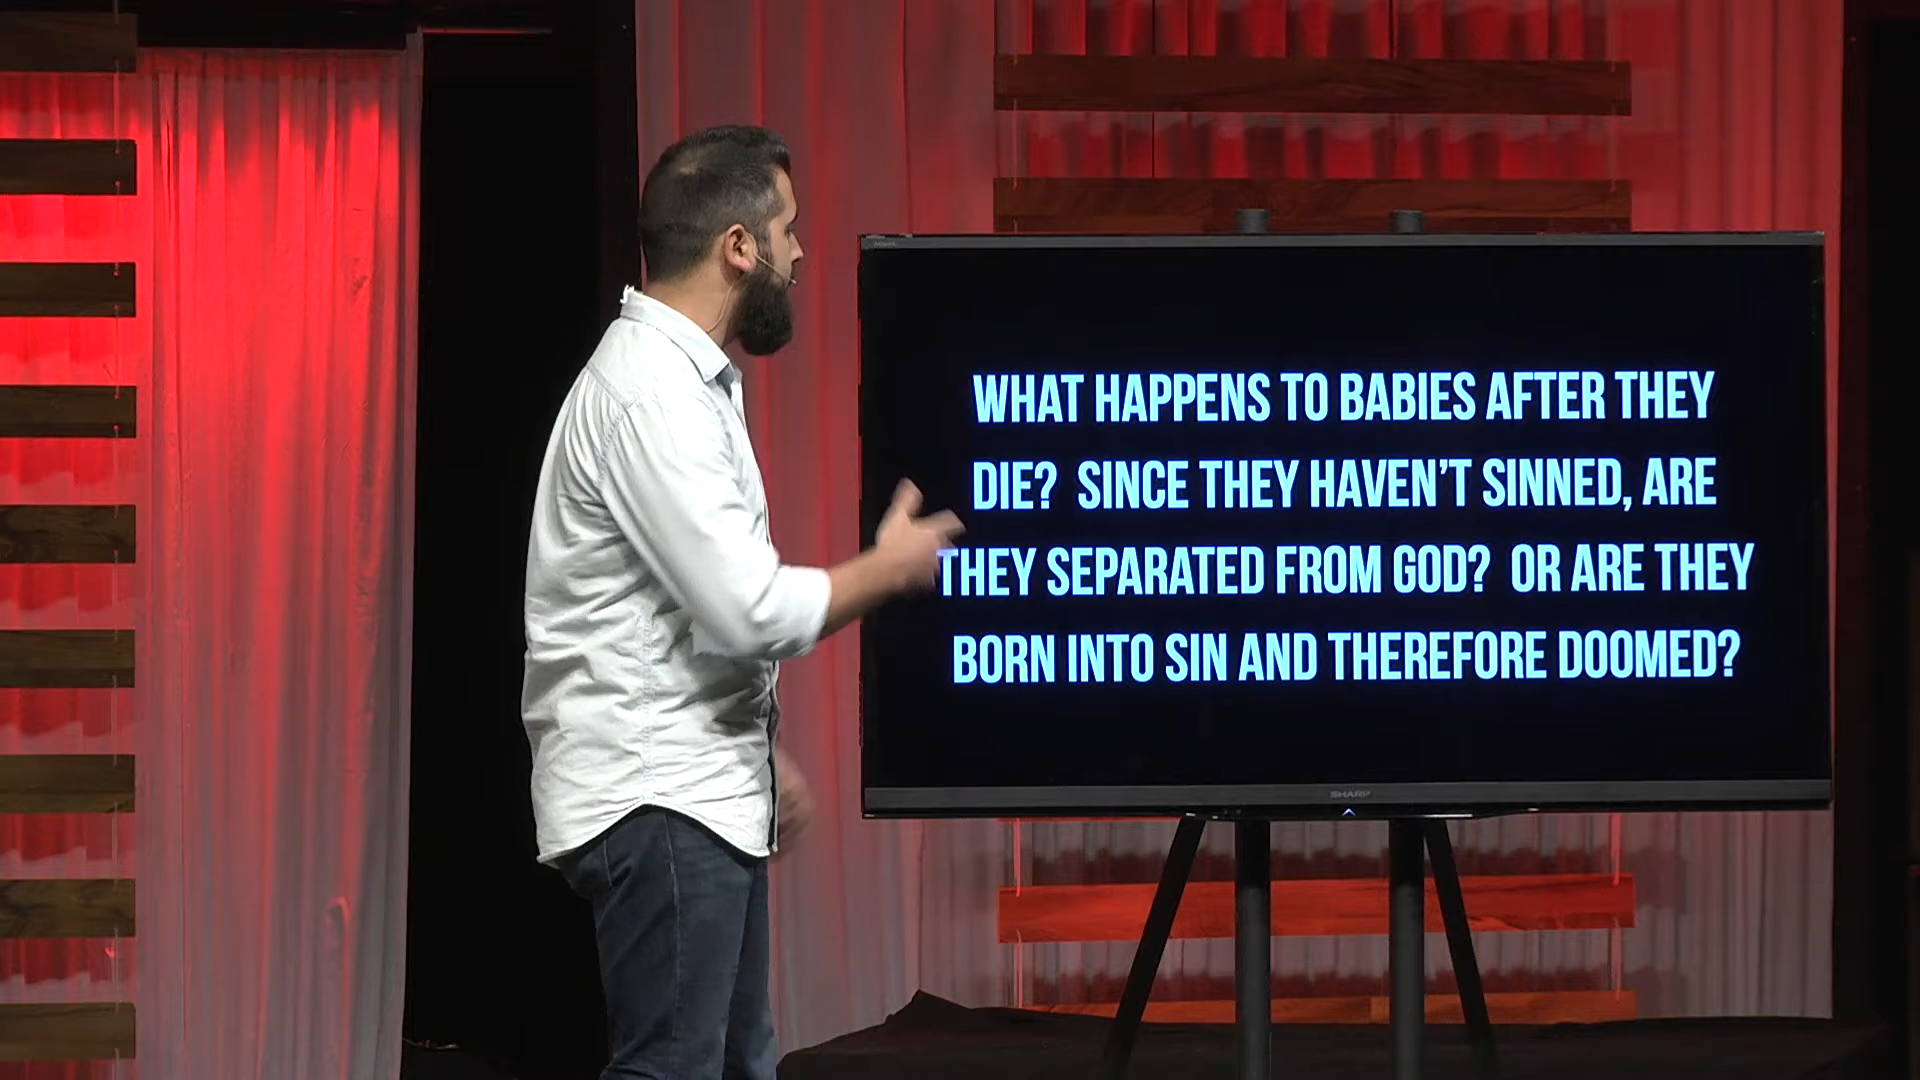 WHAT HAPPENS TO BABIES AFTER THEY
DIE? SINCE THEY HAVEN'T SINNED, ARE
THEY SEPARATED FROM GOD? OR ARE THEY
BORN INTO SIN AND THEREFORE DOOMED?
SHARP